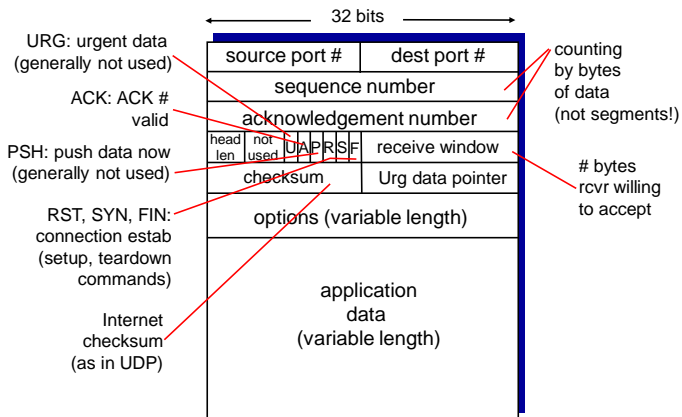 32 bits
URG: urgent data
(generally not used)
ACK: ACK #
valid
PSH: push data now
(generally not used)
RST, SYN, FIN:
connection estab
(setup, teardown
commands)
Internet
checksum
(as in UDP)
source port #
dest port #
sequence number
acknowledgement number
head
len
not
used
U A P R S F
receive window
checksum
Urg data pointer
options (variable length)
application
data
(variable length)
counting
by bytes
of data
(not segments!)
# bytes
rcvr willing
to accept